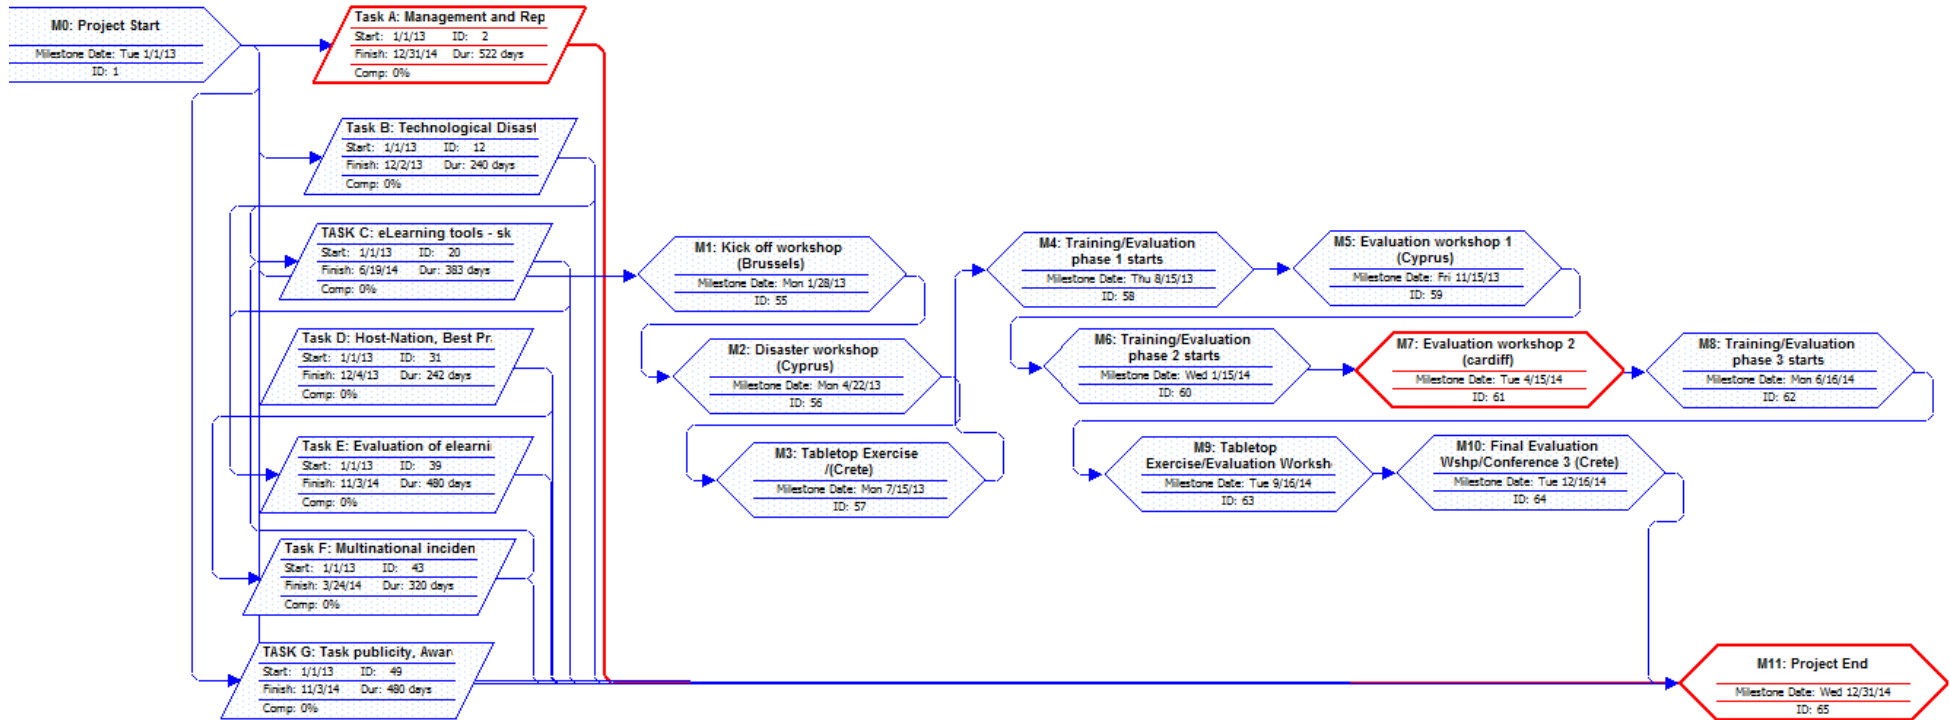 M0: Project Start
Milestone Date: Tue 1/1/13
ID: 1
Task A: Management and Rep
Start: 1/1/13 ID: 2
Finish: 12/31/14 Dur: 522 days
Comp: 0%
Task B: Technological Disast
Start: 1/1/13 ID: 12
Finish: 12/2/13 Dur: 240 days
Comp: 0%
TASK C: eLearning tools - sk
Start: 1/1/13 ID: 20
Finish: 6/19/14 Dur: 383 days
Comp: 0%
Task D: Host-Nation, Best Pr
Start: 1/1/13 ID: 31
Finish: 12/4/13 Dur: 242 days
Comp: 0%
Task E: Evaluation of elearni
Start: 1/1/13 ID: 39
Finish: 11/3/14 Dur: 480 days
Comp: 0%
Task F: Multinational inciden
Start: 1/1/13 ID: 43
Finish: 3/24/14 Dur: 320 days
Comp: 0%
TASK G: Task publicity, Awar
Start: 1/1/13 ID: 49
Finish: 11/3/14 Dur: 480 days
Comp: 0%
M1: Kick off workshop
(Brussels)
Milestone Date: Mon 1/28/13
ID: 55
M2: Disaster workshop
(Cyprus)
Milestone Date: Mon 4/22/13
ID: 56
M3: Tabletop Exercise
/(Crete)
Milestone Date: Mon 7/15/13
ID: 57
M4: Training/Evaluation
phase 1 starts
Milestone Date: Thu 8/15/13
ID: 58
M5: Evaluation workshop 1
(Cyprus)
Milestone Date: Fri 11/15/13
ID: 59
M6: Training/Evaluation
phase 2 starts
Milestone Date: Wed 1/15/14
ID: 60
M7: Evaluation workshop 2
(cardiff)
Milestone Date: Tue 4/15/14
ID: 61
M8: Training/Evaluation
phase 3 starts
Milestone Date: Mon 6/16/14
ID: 62
M9: Tabletop
Exercise/Evaluation Worksh
Milestone Date: Tue 9/16/14
ID: 63
M10: Final Evaluation
Wshp/Conference 3 (Crete)
Milestone Date: Tue 12/16/14
ID: 64
M11: Project End
Milestone Date: Wed 12/31/14
ID: 65